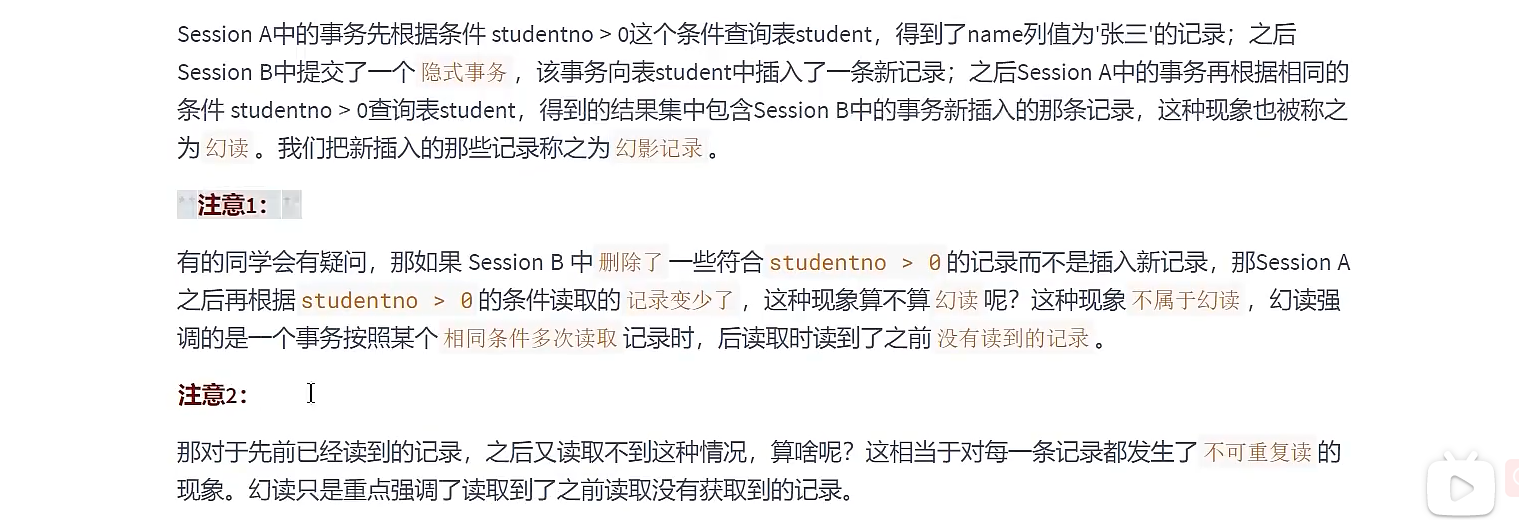 Session A中的事务先根据条件 studentno > 0这个条件查询表student，得到了name列值为'张三'的记录；之后
Session B中提交了一个 隐式事务 ，该事务向表student中插入了一条新记录；之后Session A中的事务再根据相同的
条件 studentno > 0查询表student，得到的结果集中包含Session B中的事务新插入的那条记录，这种现象也被称之
为 幻读 。我们把新插入的那些记录称之为 幻影记录 。
注意1：
有的同学会有疑问，那如果 Session B 中 删除了 一些符合 studentno > 0 的记录而不是插入新记录，那Session A
之后再根据 studentno > 0 的条件读取的 记录变少了 ，这种现象算不算 幻读 呢？这种现象 不属于幻读 ，幻读强
调的是一个事务按照某个 相同条件多次读取 记录时，后读取时读到了之前 没有读到的记录 。
注意2：
那对于先前已经读到的记录，之后又读取不到这种情况，算啥呢？这相当于对每一条记录都发生了 不可重复读 的
现象。幻读只是重点强调了读取到了之前读取没有获取到的记录。